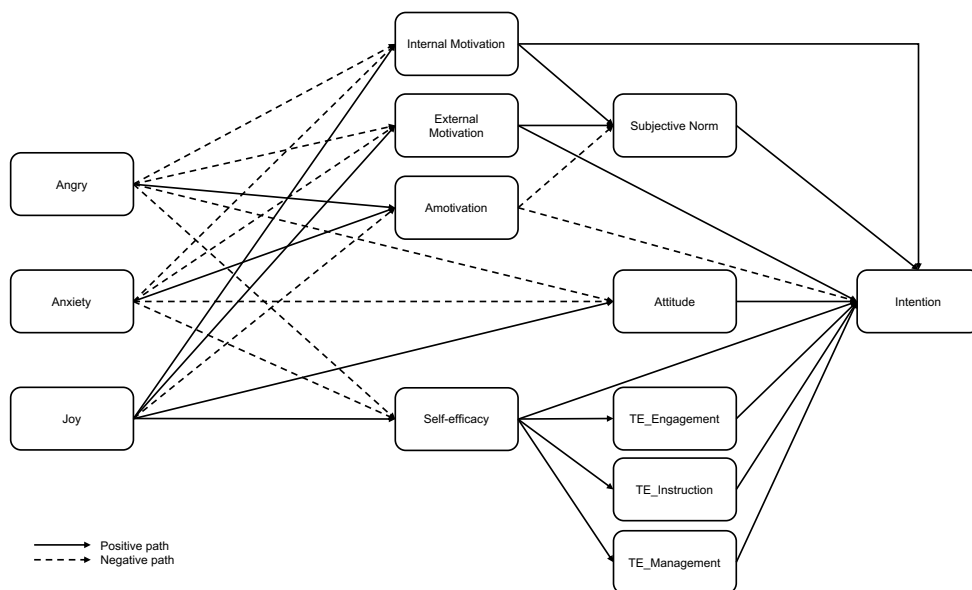 Internal Motivation
External
Motivation
Subjective Norm
Angry
Amotivation
Anxiety
Attitude
Intention
Joy
Self-efficacy
TE_Engagement
TE_Instruction
TE_Management
Positive path
Negative path